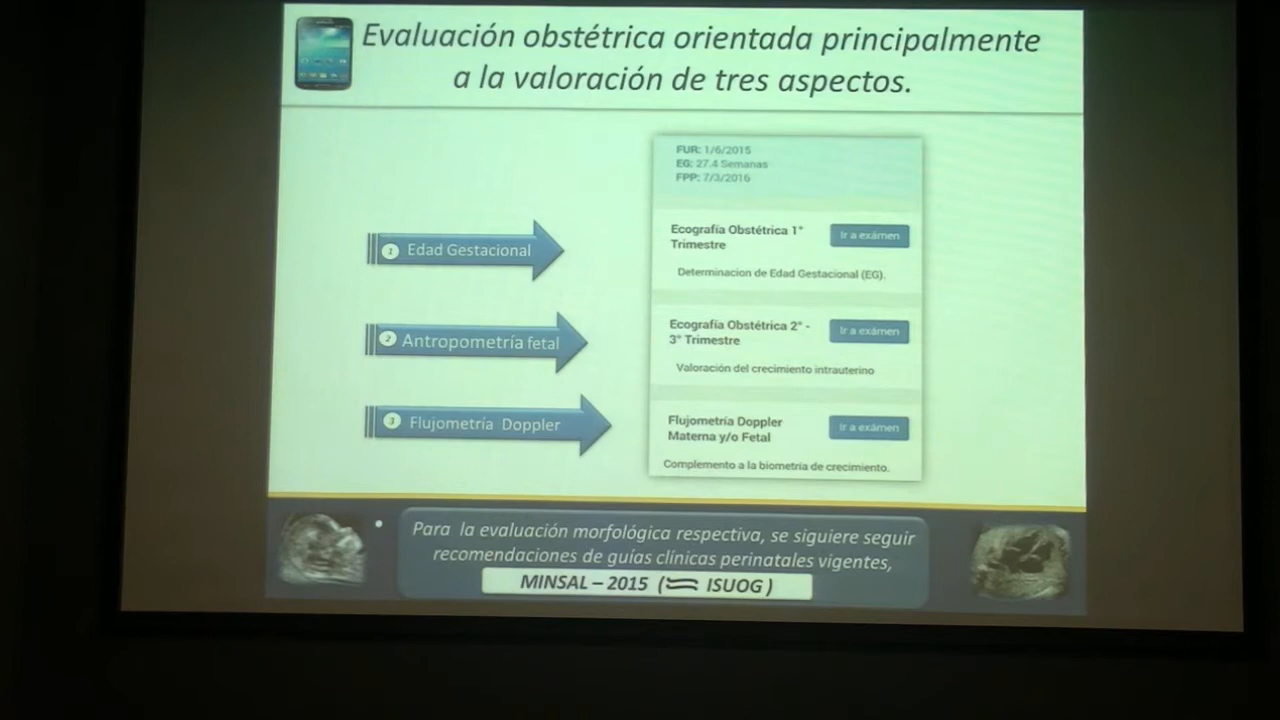 Evaluación obstétrica orientada principalmente
a la valoración de tres aspectos.
FUR: 1/6/2015
EG: 27.4 Semanas
FPP: 7/3/2016
1 Edad Gestacional
Ecografía Obstétrica 1°
Trimestre
Ir a exámen
Determinacion de Edad Gestacional (EG).
2 Antropometría fetal
Ecografía Obstétrica 2° -
3° Trimestre
Ir a exámen
Valoración del crecimiento intrauterino
3 Flujometría Doppler
Flujometría Doppler
Materna y/o Fetal
Ir a exámen
Complemento a la biometría de crecimiento.
Para la evaluación morfológica respectiva, se siguiere seguir
recomendaciones de guías clínicas perinatales vigentes,
MINSAL – 2015 ( ISUOG )